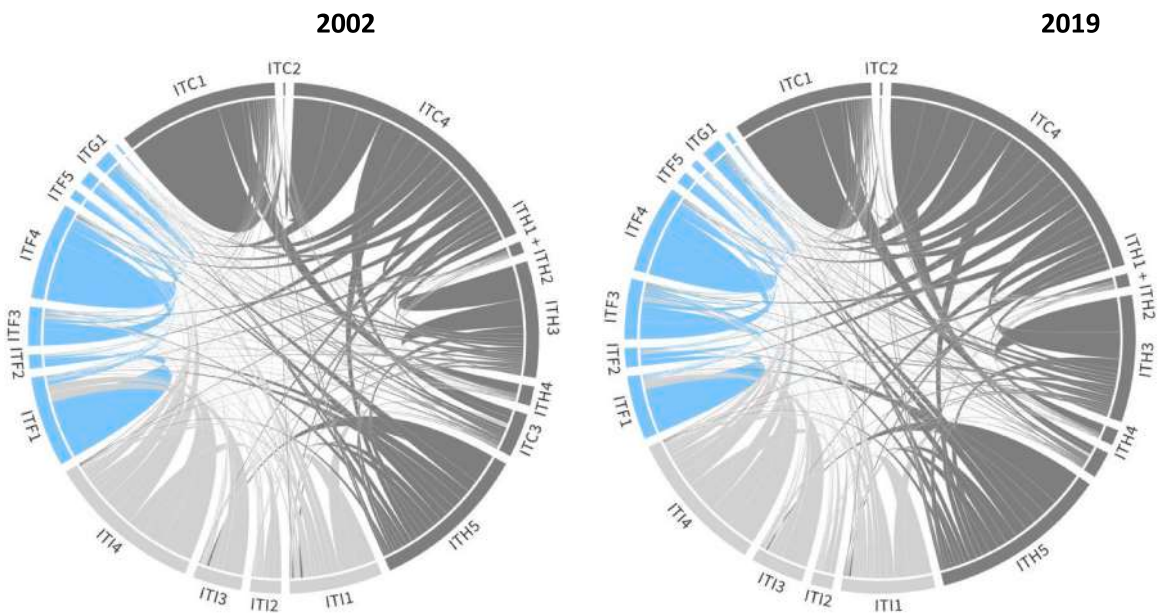 2002
2019
ITC1
ITC2
ITC4
ITH1 + ITH2
ITH3
ITH4
ITC3
ITH5
ITI1
ITI2
ITI3
ITI4
ITF1
ITF2
ITF3
ITF4
ITF5
ITG1
ITC1
ITC2
ITC4
ITH1 + ITH2
ITH3
ITH4
ITH5
ITI1
ITI2
ITI3
ITI4
ITF1
ITF2
ITF3
ITF4
ITF5
ITG1